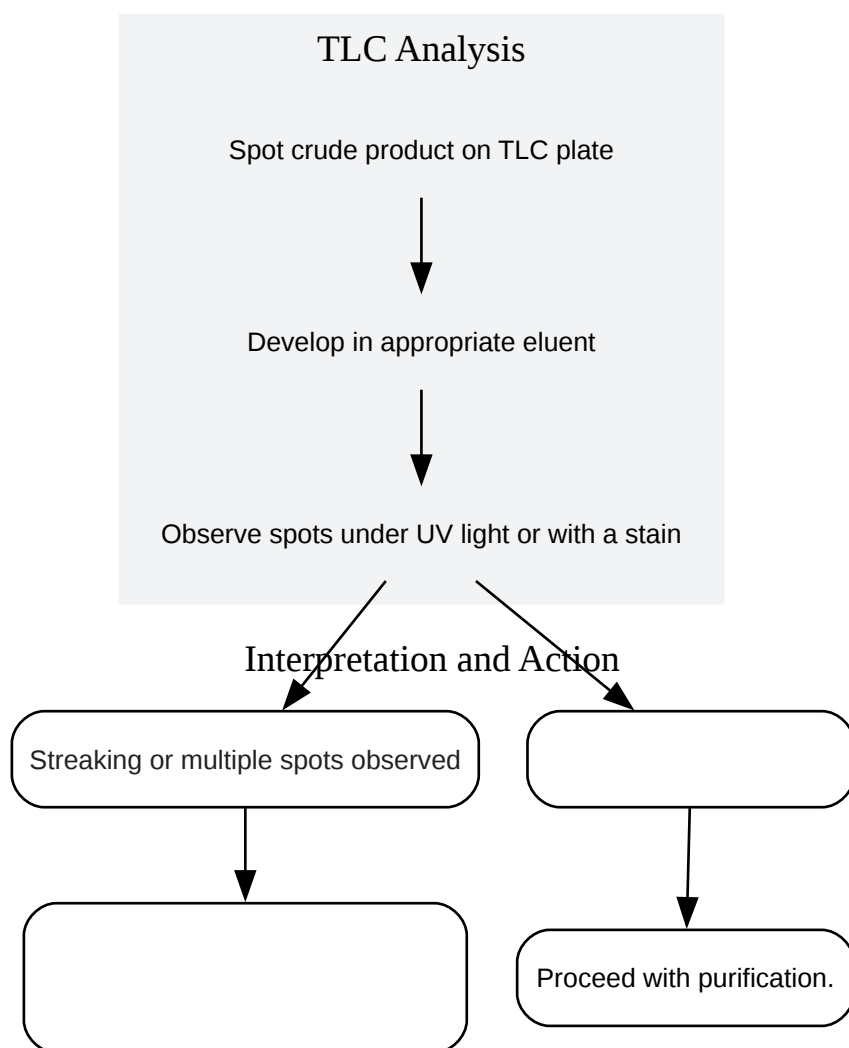 TLC Analysis
Spot crude product on TLC plate
Develop in appropriate eluent
Observe spots under UV light or with a stain
Interpretation and Action
Streaking or multiple spots observed
Proceed with purification.